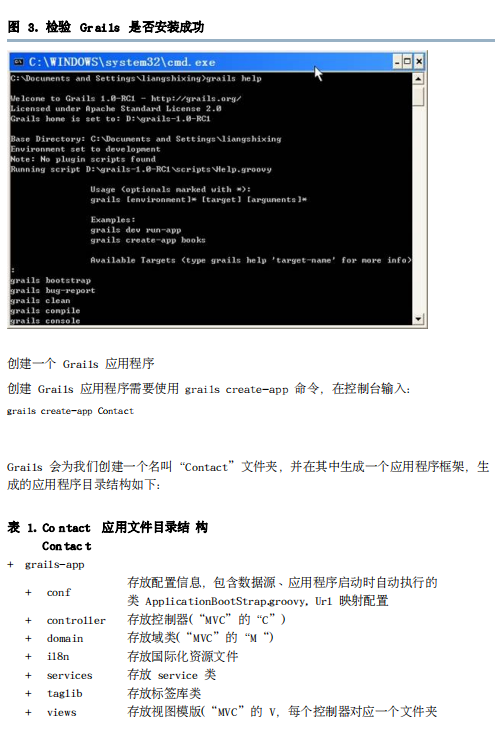 图 3. 检验 Grails 是否安装成功
C:\WINDOWS\system32\cmd.exe
C:\Documents and Settings\liangshixing>grails help
Welcome to Grails 1.0-RC1 - http://grails.org/
Licensed under Apache Standard License 2.0
Grails home is set to: D:\grails-1.0-RC1
Base Directory: C:\Documents and Settings\liangshixing
Environment set to development
Note: No plugin scripts found
Running script D:\grails-1.0-RC1\scripts\Help.groovy
Usage (optionals marked with *):
grails [environment]* [target] [arguments]*
Examples:
grails dev run-app
grails create-app books
Available Targets (type grails help 'target-name' for more info)
:
grails bootstrap
grails bug-report
grails clean
grails compile
grails console
创建一个 Grails 应用程序
创建 Grails 应用程序需要使用 grails create-app 命令，在控制台输入：
grails create-app Contact
Grails 会为我们创建一个名叫“Contact”文件夹，并在其中生成一个应用程序框架，生
成的应用程序目录结构如下：
表 1. Contact 应用文件目录结 构
Contact
+ grails-app
+ conf 存放配置信息，包含数据源、应用程序启动时自动执行的
类 ApplicationBootStrap.groovy, Url 映射配置
+ controller 存放控制器(“MVC”的“C”)
+ domain 存放域类(“MVC”的“M “)
+ i18n 存放国际化资源文件
+ services 存放 service 类
+ taglib 存放标签库类
+ views 存放视图模版(“MVC”的 V，每个控制器对应一个文件夹